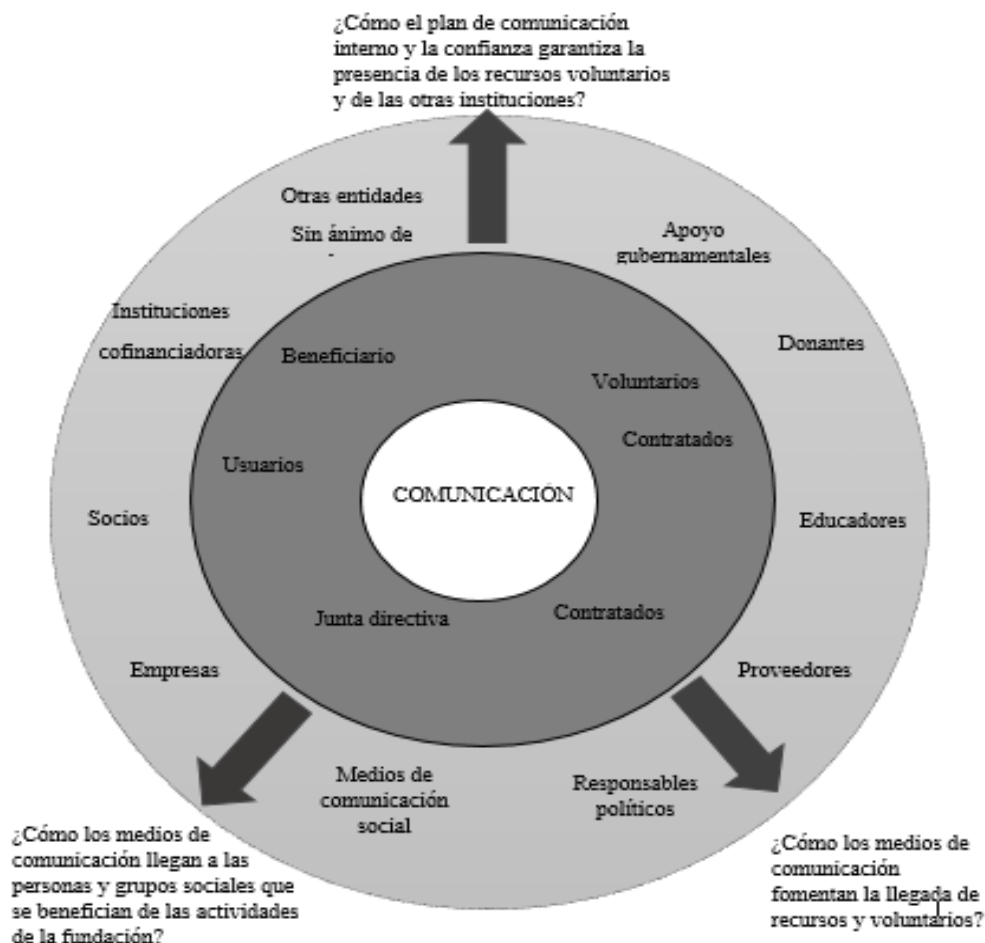 ¿Cómo el plan de comunicación
interno y la confianza garantiza la
presencia de los recursos voluntarios
y de las otras instituciones?
Otras entidades
Sin ánimo de
Apoyo
gubernamentales
Instituciones
cofinanciadoras
Donantes
Beneficiario
Voluntarios
Contratados
Usuarios
COMUNICACIÓN
Socios
Educadores
Junta directiva
Contratados
Empresas
Proveedores
Medios de
comunicación
social
Responsables
políticos
¿Cómo los medios de
comunicación llegan a las
personas y grupos sociales que
se benefician de las actividades
de la fundación?
¿Cómo los medios de
comunicación
fomentan la llegada de
recursos y voluntarios?